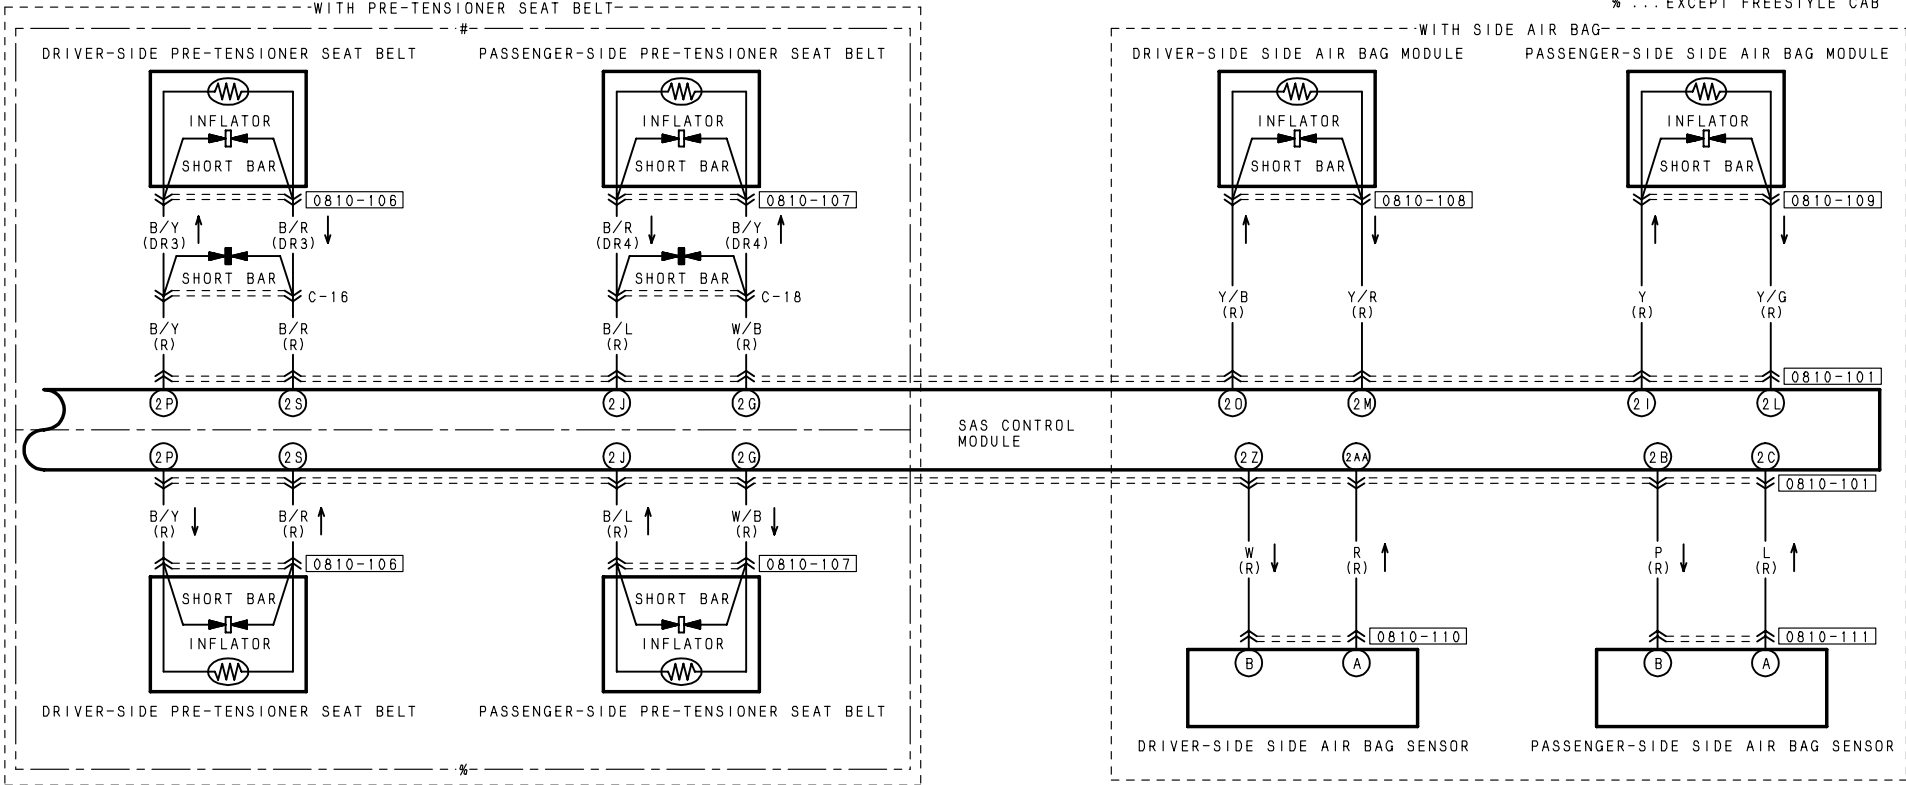 % ... EXCEPT FREESTYLE CAB
WITH PRE-TENSIONER SEAT BELT
#
WITH SIDE AIR BAG
DRIVER-SIDE PRE-TENSIONER SEAT BELT
PASSENGER-SIDE PRE-TENSIONER SEAT BELT
DRIVER-SIDE SIDE AIR BAG MODULE
PASSENGER-SIDE SIDE AIR BAG MODULE
INFLATOR
INFLATOR
INFLATOR
INFLATOR
SHORT BAR
SHORT BAR
SHORT BAR
SHORT BAR
0810-106
0810-107
0810-108
0810-109
B/Y
(DR3)
B/R
(DR3)
B/R
(DR4)
B/Y
(DR4)
SHORT BAR
SHORT BAR
C-16
C-18
Y/B
(R)
Y/R
(R)
Y
(R)
Y/G
(R)
B/Y
(R)
B/R
(R)
B/L
(R)
W/B
(R)
0810-101
2P
2S
2J
2G
2O
2M
2I
2L
SAS CONTROL
MODULE
2P
2S
2J
2G
2Z
2AA
2B
2C
0810-101
B/Y
(R)
B/R
(R)
B/L
(R)
W/B
(R)
W
(R)
R
(R)
P
(R)
L
(R)
0810-106
0810-107
SHORT BAR
SHORT BAR
INFLATOR
INFLATOR
0810-110
0810-111
B
A
B
A
DRIVER-SIDE PRE-TENSIONER SEAT BELT
PASSENGER-SIDE PRE-TENSIONER SEAT BELT
DRIVER-SIDE SIDE AIR BAG SENSOR
PASSENGER-SIDE SIDE AIR BAG SENSOR
%